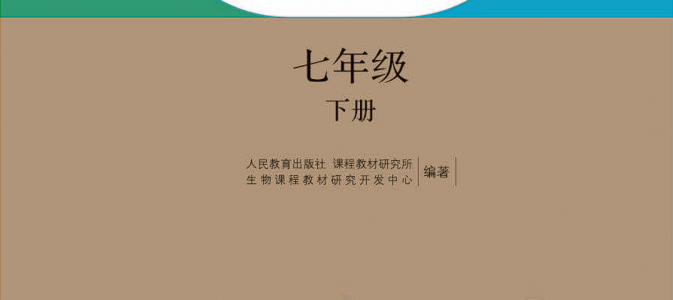 七年级
下册
人民教育出版社 课程教材研究所
生物课程教材研究开发中心
编著